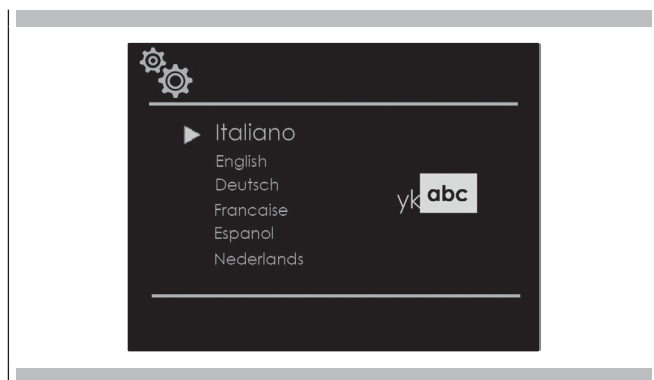 Italiano
English
Deutsch
Francaise
Espanol
Nederlands
yk abc